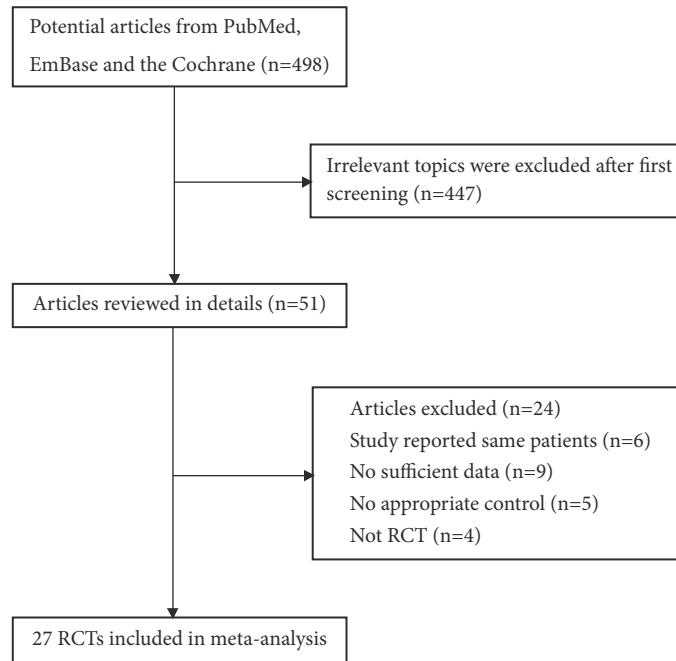 Potential articles from PubMed,
EmBase and the Cochrane (n=498)
Irrelevant topics were excluded after first
screening (n=447)
Articles reviewed in details (n=51)
Articles excluded (n=24)
Study reported same patients (n=6)
No sufficient data (n=9)
No appropriate control (n=5)
Not RCT (n=4)
27 RCTs included in meta-analysis